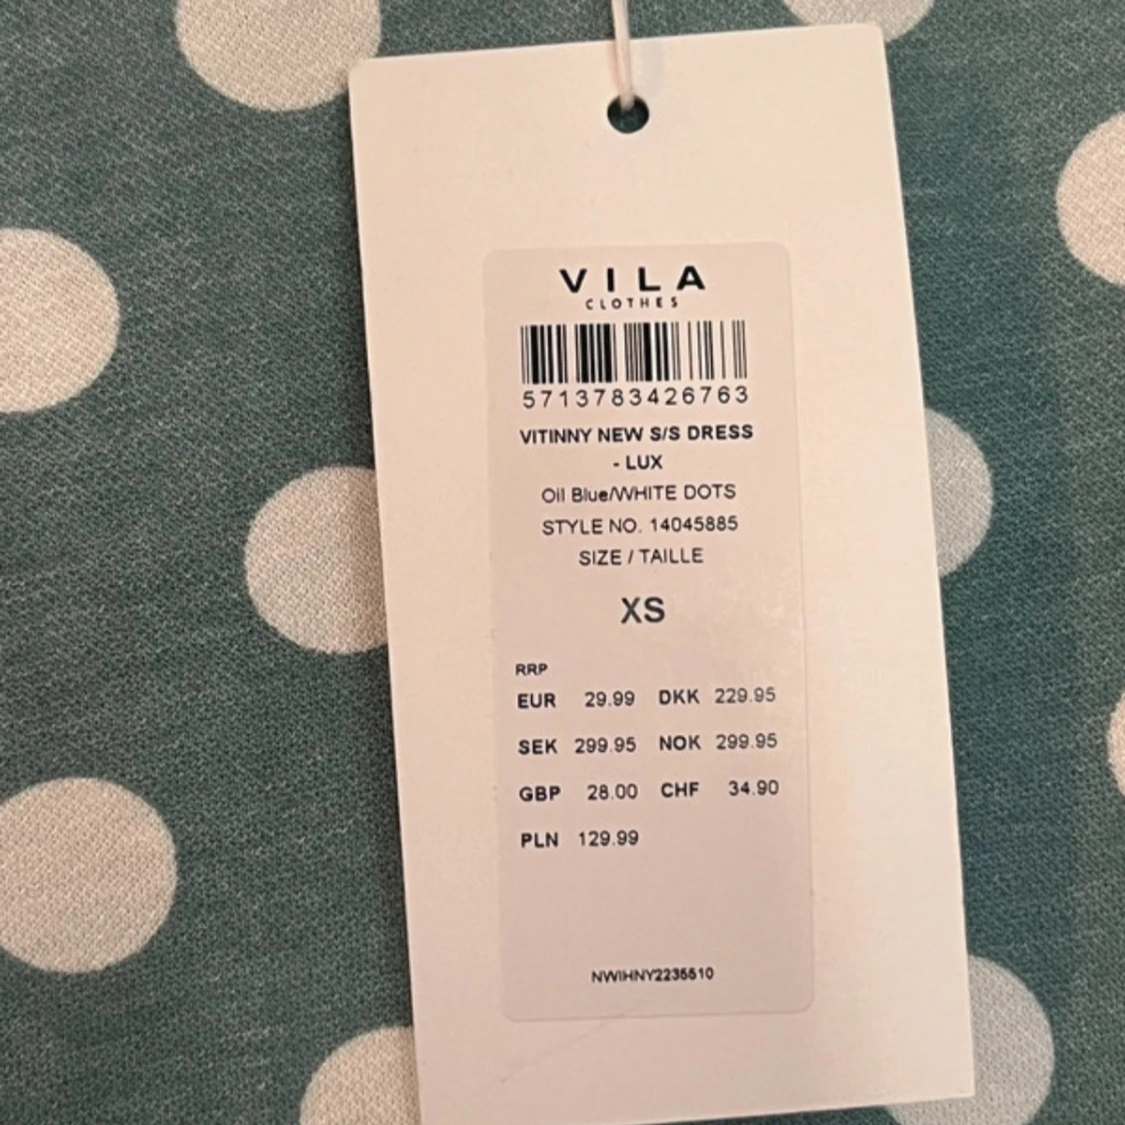 VILA
CLOTHES
5713783426763
VITINNY NEW S/S DRESS
- LUX
Oil Blue/WHITE DOTS
STYLE NO. 14045885
SIZE / TAILLE
XS
RRP
EUR 29.99 DKK 229.95
SEK 299.95 NOK 299.95
GBP 28.00 CHF 34.90
PLN 129.99
NWIHNY2235510